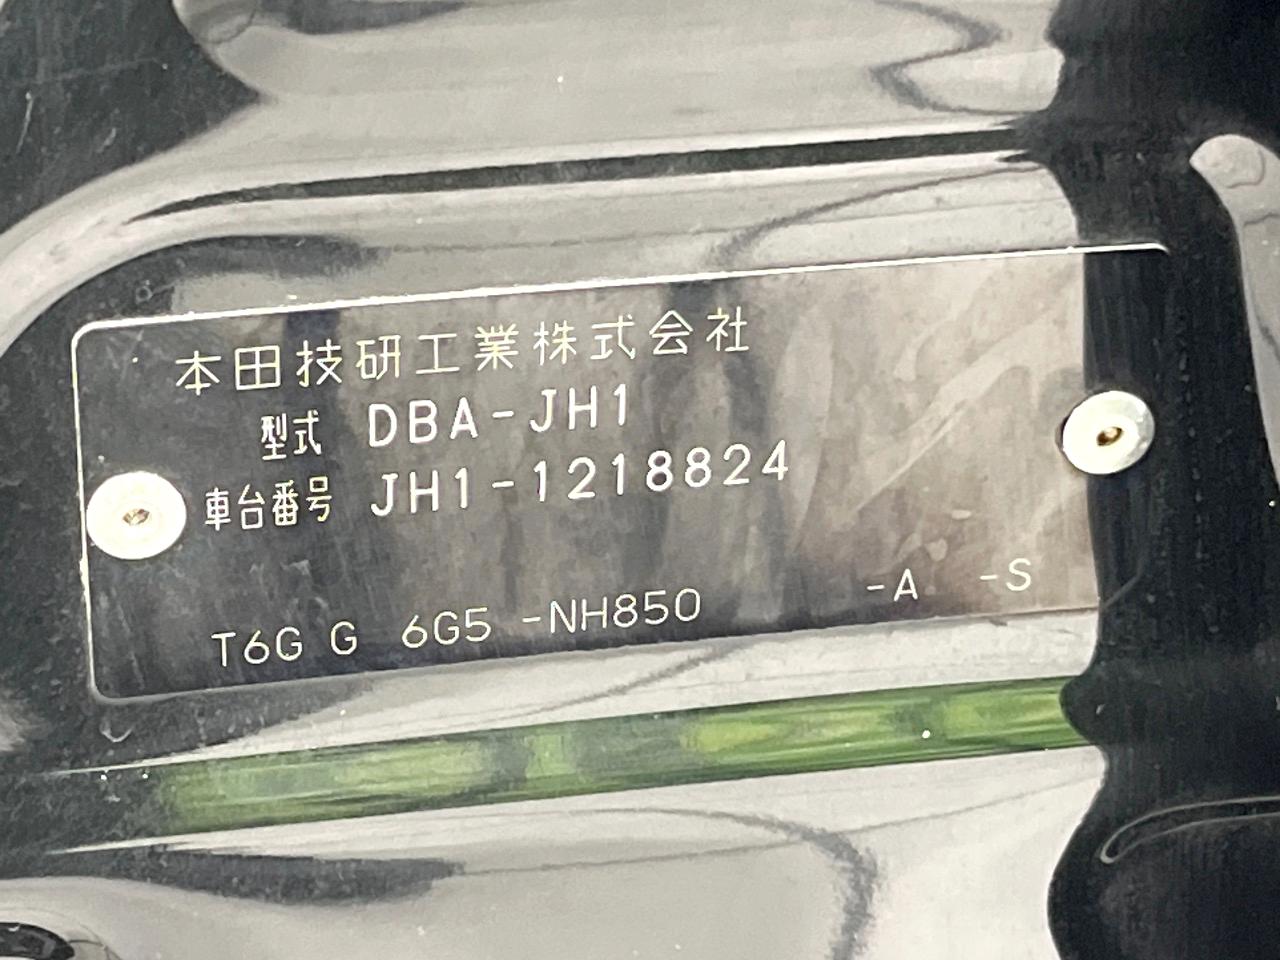 本田技研工業株式会社
型式 DBA-JH1
車台番号 JH1-1218824
T6G G 6G5 -NH850 -A -S